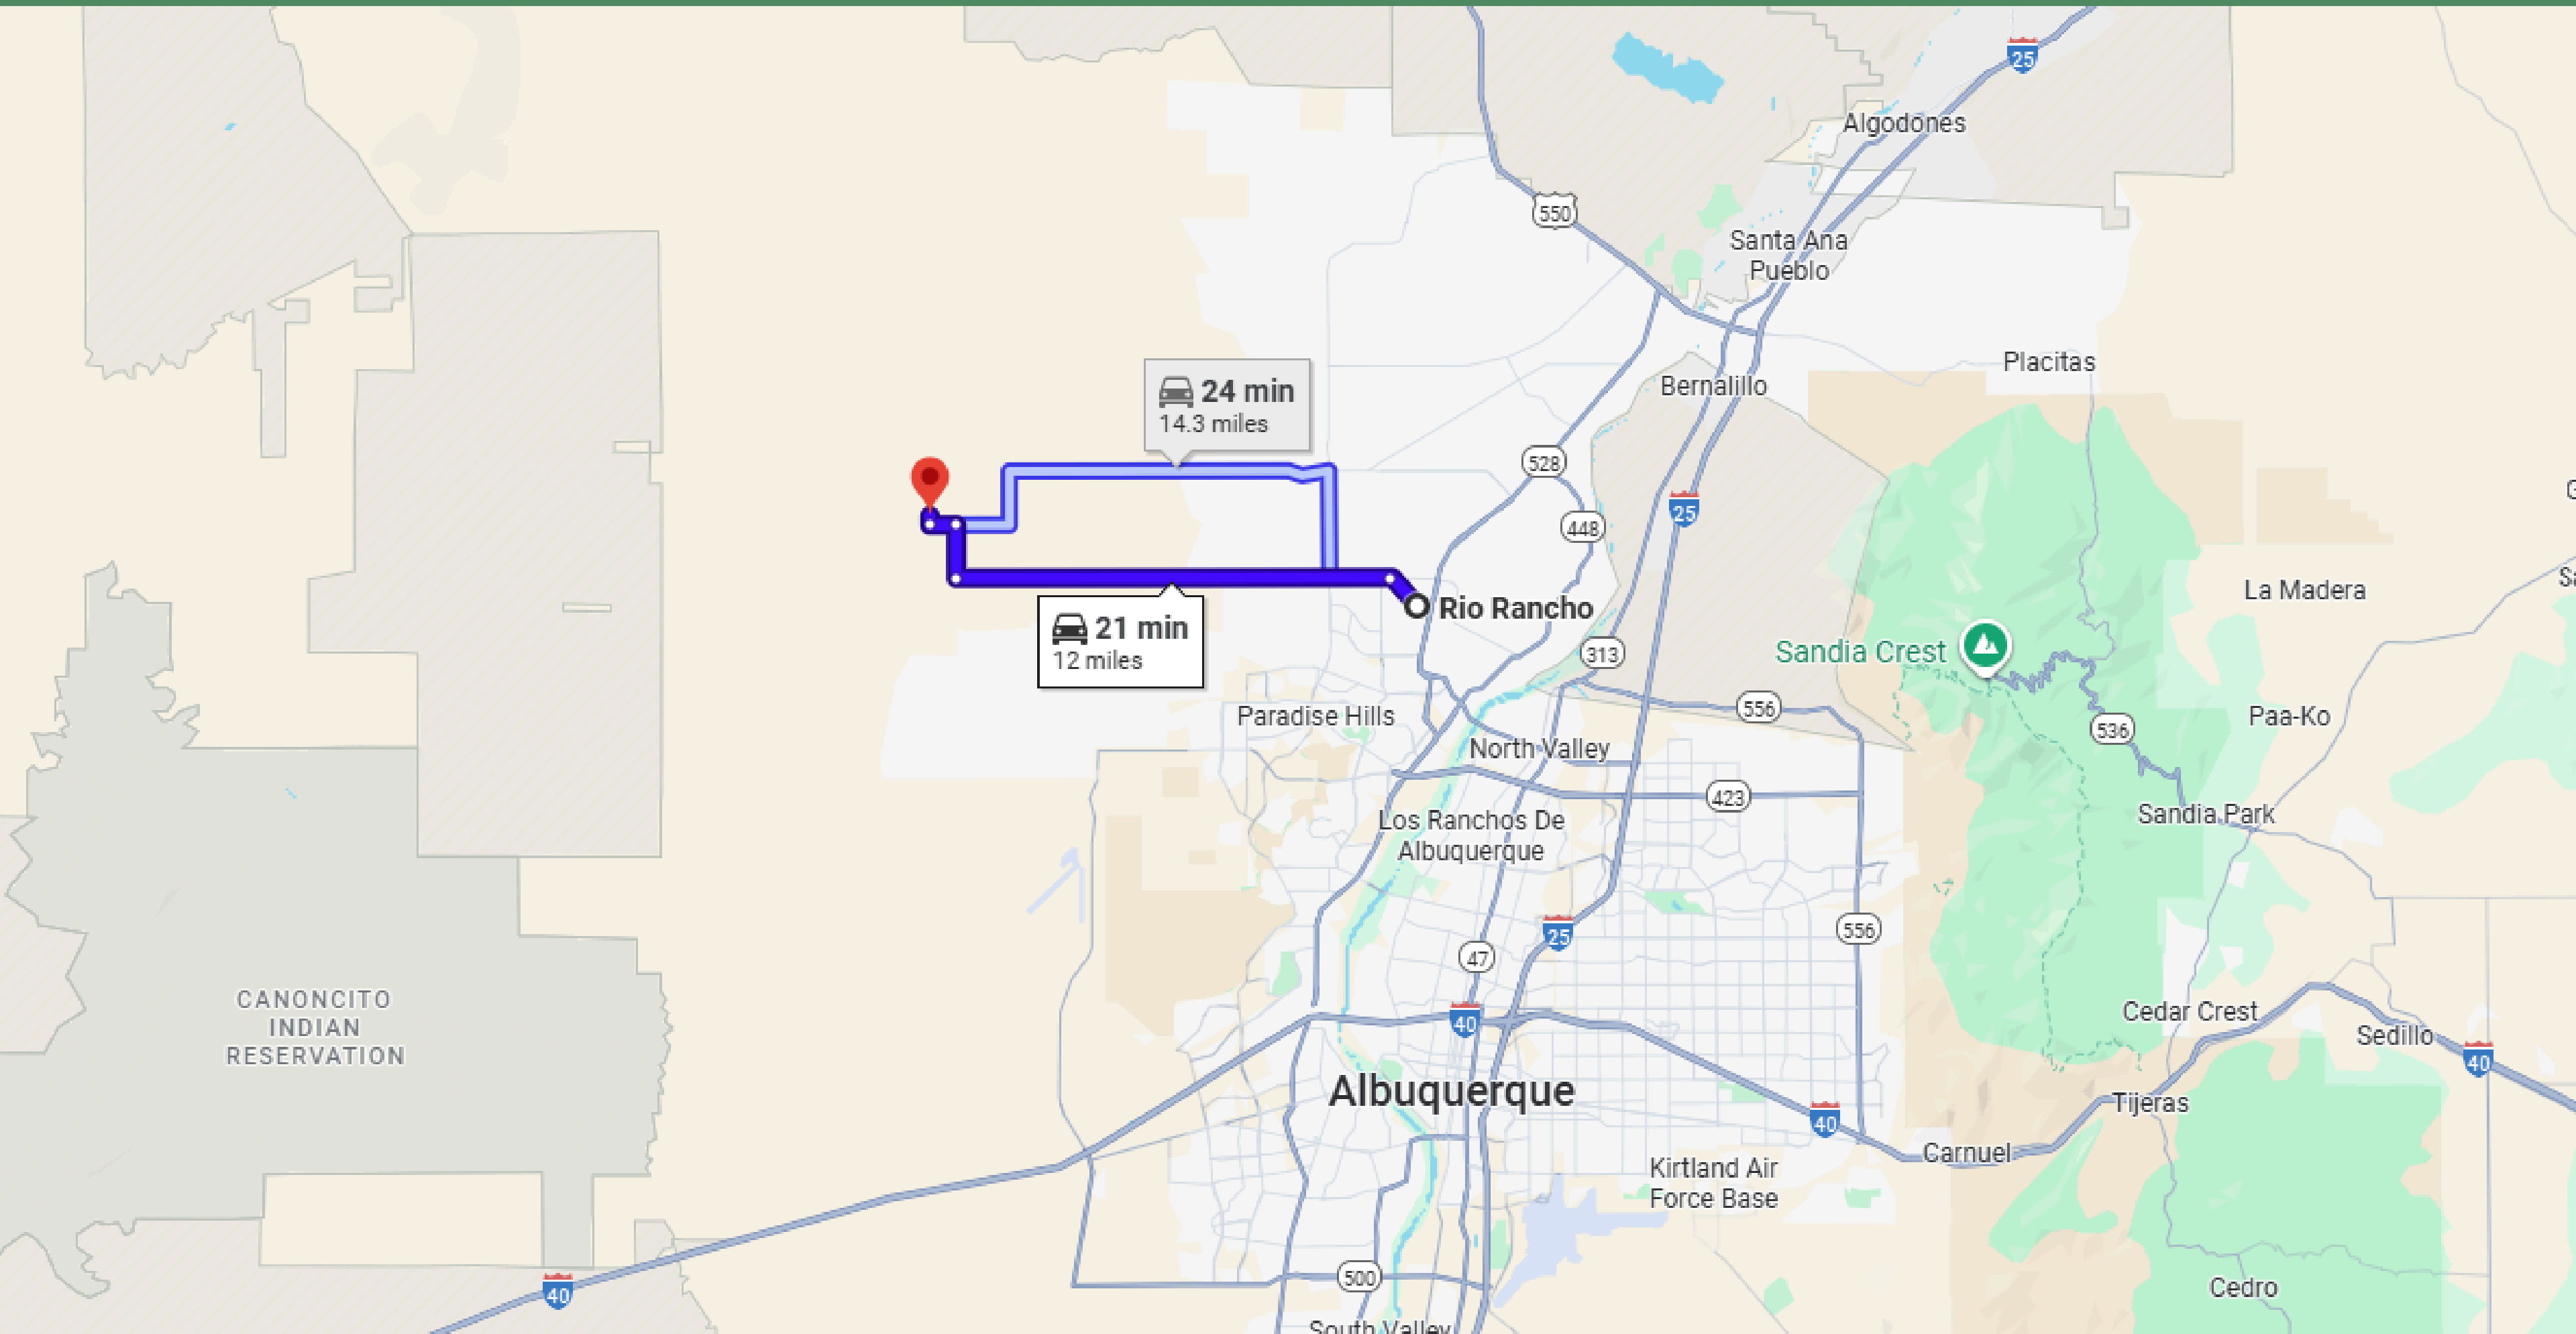 25
Algodones
550
Santa Ana
Pueblo
Placitas
Bernalillo
24 min
14.3 miles
528
448
25
La Madera
Rio Rancho
21 min
12 miles
313
Sandia Crest
556
Paradise Hills
Paa-Ko
536
North Valley
423
Sandia Park
Los Ranchos De
Albuquerque
25
556
47
CANONCITO
INDIAN
RESERVATION
Cedar Crest
40
Sedillo
40
Albuquerque
Tijeras
40
Carnuel
Kirtland Air
Force Base
500
40
Cedro
South Valley